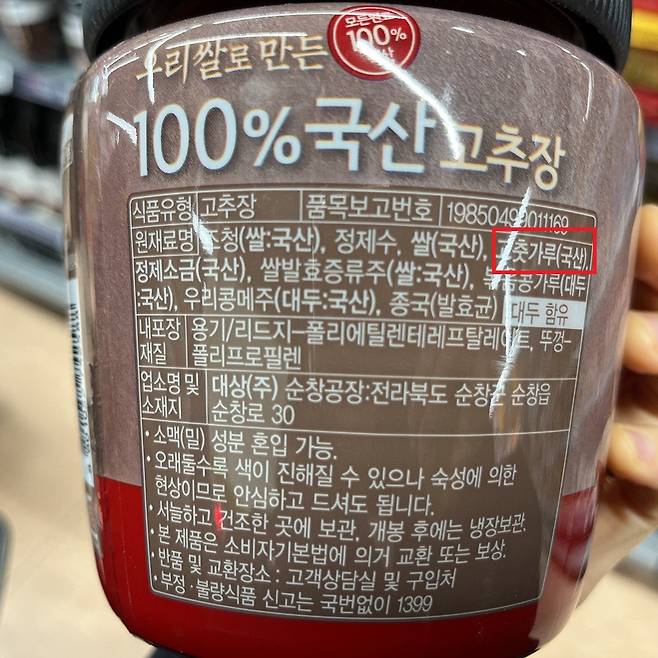 우리쌀로 만든
100%
100%국산고추장
식품유형 고추장 품목보고번호 19850499011169
원재료명 조청(쌀:국산), 정제수, 쌀(국산), 고춧가루(국산),
정제소금(국산), 쌀발효증류주(쌀:국산), 볶음콩가루(대두
:국산), 우리콩메주(대두:국산), 종국(발효균) 대두 함유
내포장 용기/리드지-폴리에틸렌테레프탈레이트, 뚜껑-
재질 폴리프로필렌
업소명 및 대상(주) 순창공장:전라북도 순창군 순창읍
소재지 순창로 30
• 소맥(밀) 성분 혼입 가능.
• 오래둘수록 색이 진해질 수 있으나 숙성에 의한
현상이므로 안심하고 드셔도 됩니다.
• 서늘하고 건조한 곳에 보관, 개봉 후에는 냉장보관.
• 본 제품은 소비자기본법에 의거 교환 또는 보상.
• 반품 및 교환장소 : 고객상담실 및 구입처
• 부정·불량식품 신고는 국번없이 1399